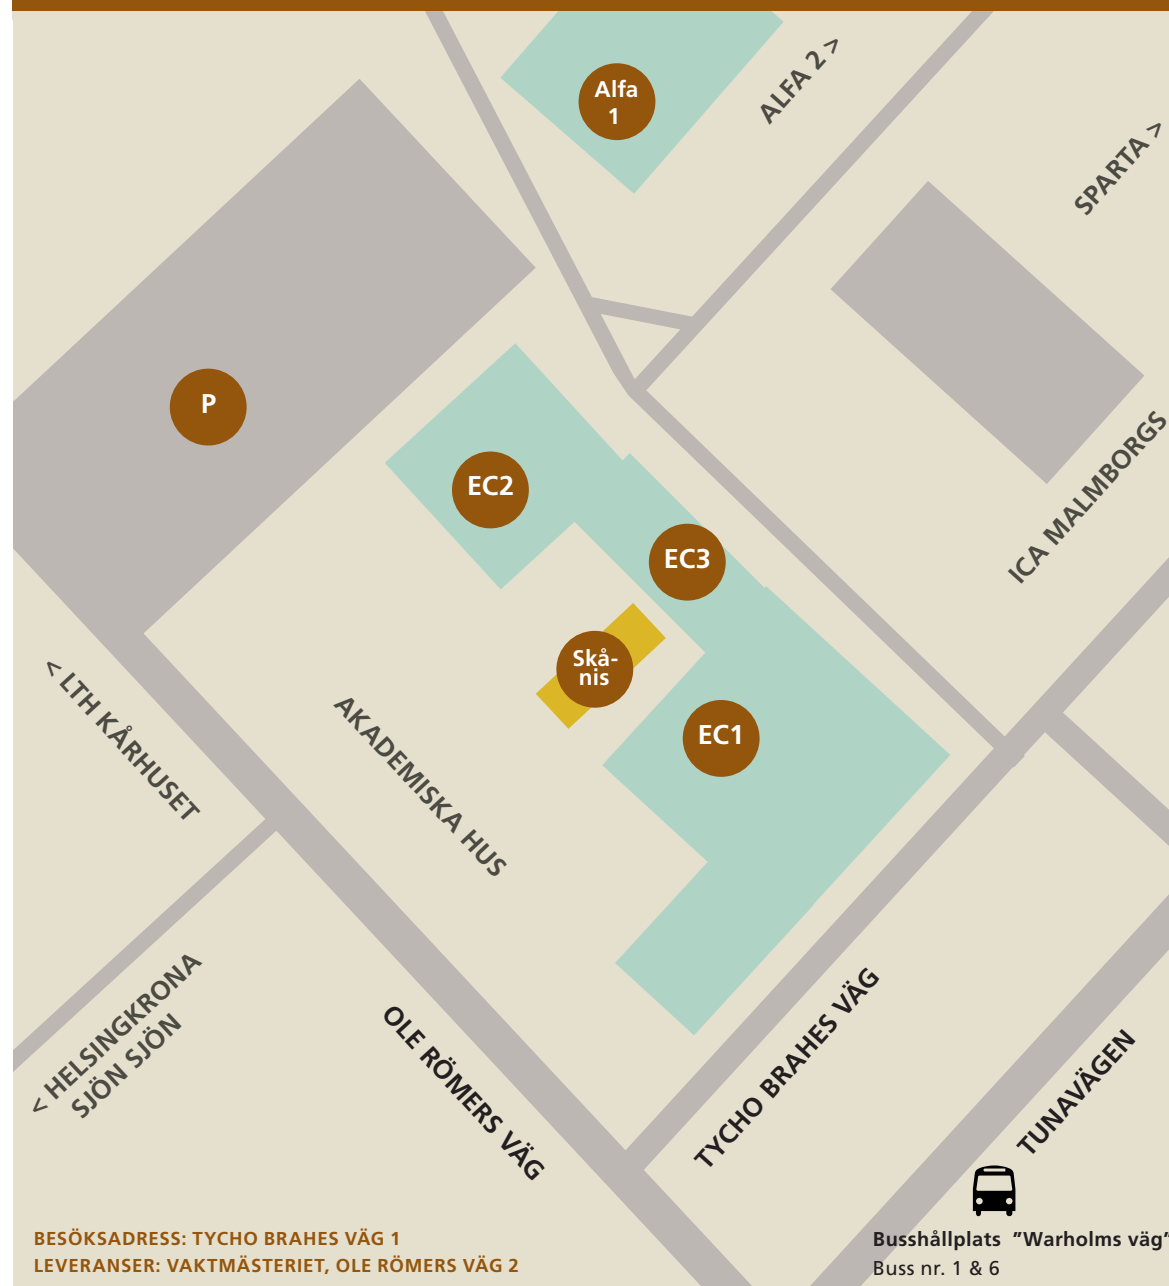 Alfa
1
ALFA 2 >
SPARTA >
P
EC2
EC3
ICA MALMBORGS
Skå-
nis
EC1
< LTH KÅRHUSET
AKADEMISKA HUS
< HELSINGKRONA
SJÖN SJÖN
OLE RÖMERS VÄG
TYCHO BRAHES VÄG
TUNAVÄGEN
BESÖKSADRESS: TYCHO BRAHES VÄG 1
LEVERANSER: VAKTMÄSTERIET, OLE RÖMERS VÄG 2
Busshållplats ”Warholms väg”
Buss nr. 1 & 6